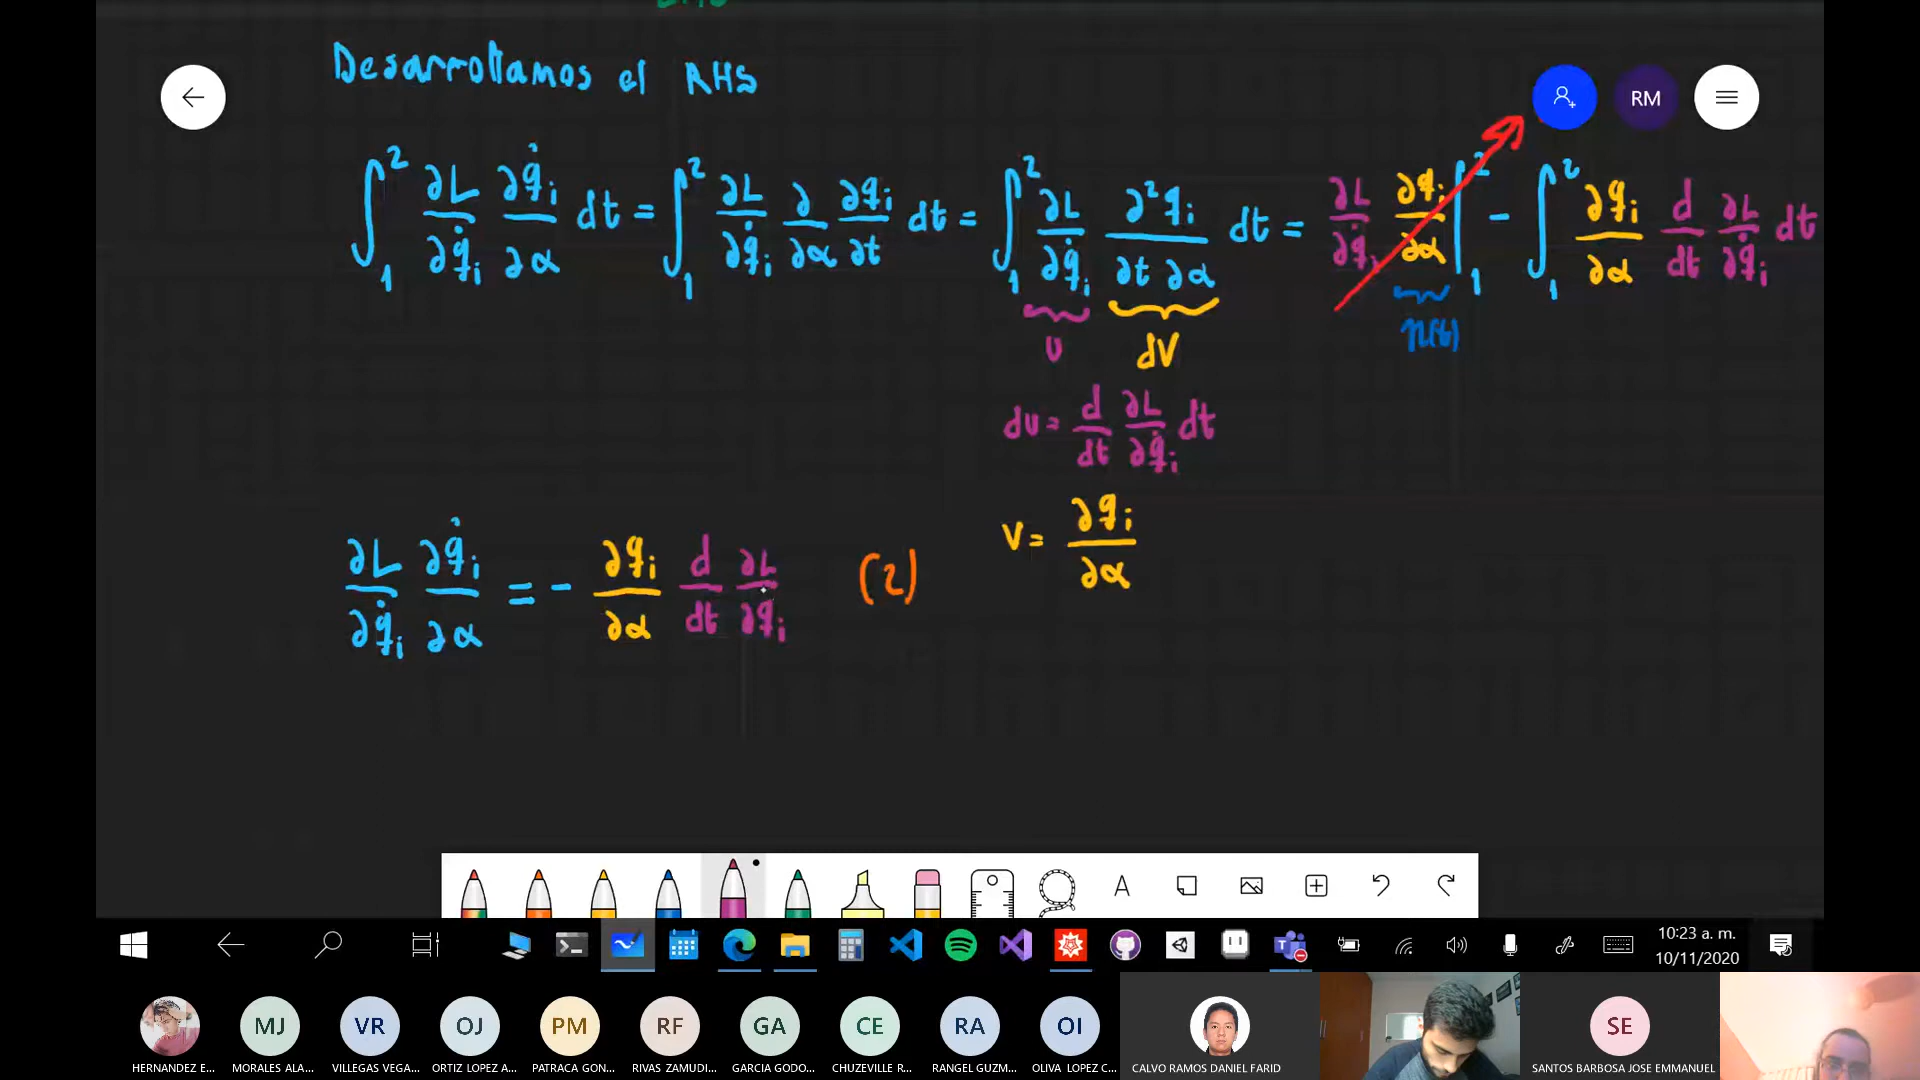 Desarrollamos el RHS
RM
∫₁² ∂L/∂q̇ᵢ ∂q̇ᵢ/∂α dt = ∫₁² ∂L/∂q̇ᵢ ∂/∂α ∂qᵢ/∂t dt = ∫₁² ∂L/∂q̇ᵢ ∂²qᵢ/∂t ∂α dt = ∂L/∂q̇ᵢ ∂qᵢ/∂α |₁² - ∫₁² ∂qᵢ/∂α d/dt ∂L/∂q̇ᵢ dt
U dV η(t)
du = d/dt ∂L/∂q̇ᵢ dt
V = ∂qᵢ/∂α
∂L/∂q̇ᵢ ∂q̇ᵢ/∂α = - ∂qᵢ/∂α d/dt ∂L/∂qᵢ (2)
A
10:23 a. m.
10/11/2020
MJ VR OJ PM RF GA CE RA OI SE
HERNANDEZ E... MORALES ALA... VILLEGAS VEGA... ORTIZ LOPEZ A... PATRACA GON... RIVAS ZAMUDI... GARCIA GODO... CHUZEVILLE R... RANGEL GUZM... OLIVA LOPEZ C... CALVO RAMOS DANIEL FARID SANTOS BARBOSA JOSE EMMANUEL